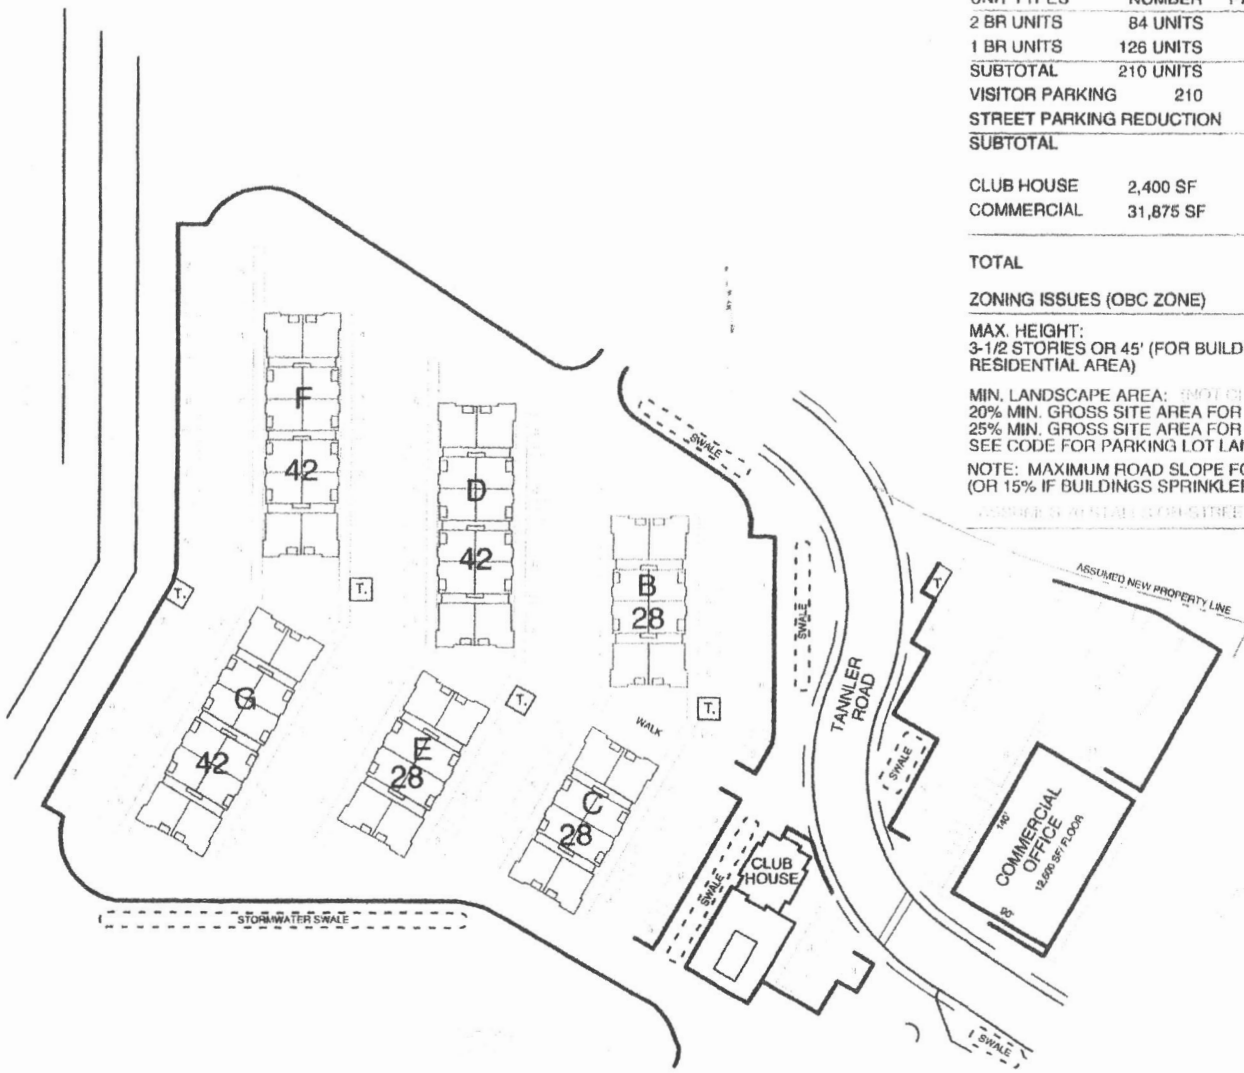 2 BR UNITS 84 UNITS
1 BR UNITS 126 UNITS
SUBTOTAL 210 UNITS
VISITOR PARKING 210
STREET PARKING REDUCTION
SUBTOTAL
CLUB HOUSE 2,400 SF
COMMERCIAL 31,875 SF
TOTAL
ZONING ISSUES (OBC ZONE)
MAX. HEIGHT:
3-1/2 STORIES OR 45' (FOR BUILD
RESIDENTIAL AREA)
MIN. LANDSCAPE AREA:
20% MIN. GROSS SITE AREA FOR
25% MIN. GROSS SITE AREA FOR
SEE CODE FOR PARKING LOT LA
NOTE: MAXIMUM ROAD SLOPE FO
(OR 15% IF BUILDINGS SPRINKLE
F
42
D
42
B
28
G
42
E
28
C
28
T.
T.
T.
T.
T.
SWALE
SWALE
SWALE
SWALE
SWALE
STORMWATER SWALE
WALK
TANNLER
ROAD
ASSUMED NEW PROPERTY LINE
CLUB
HOUSE
COMMERCIAL
OFFICE
12,600 SF/ FLOOR
140'
90'